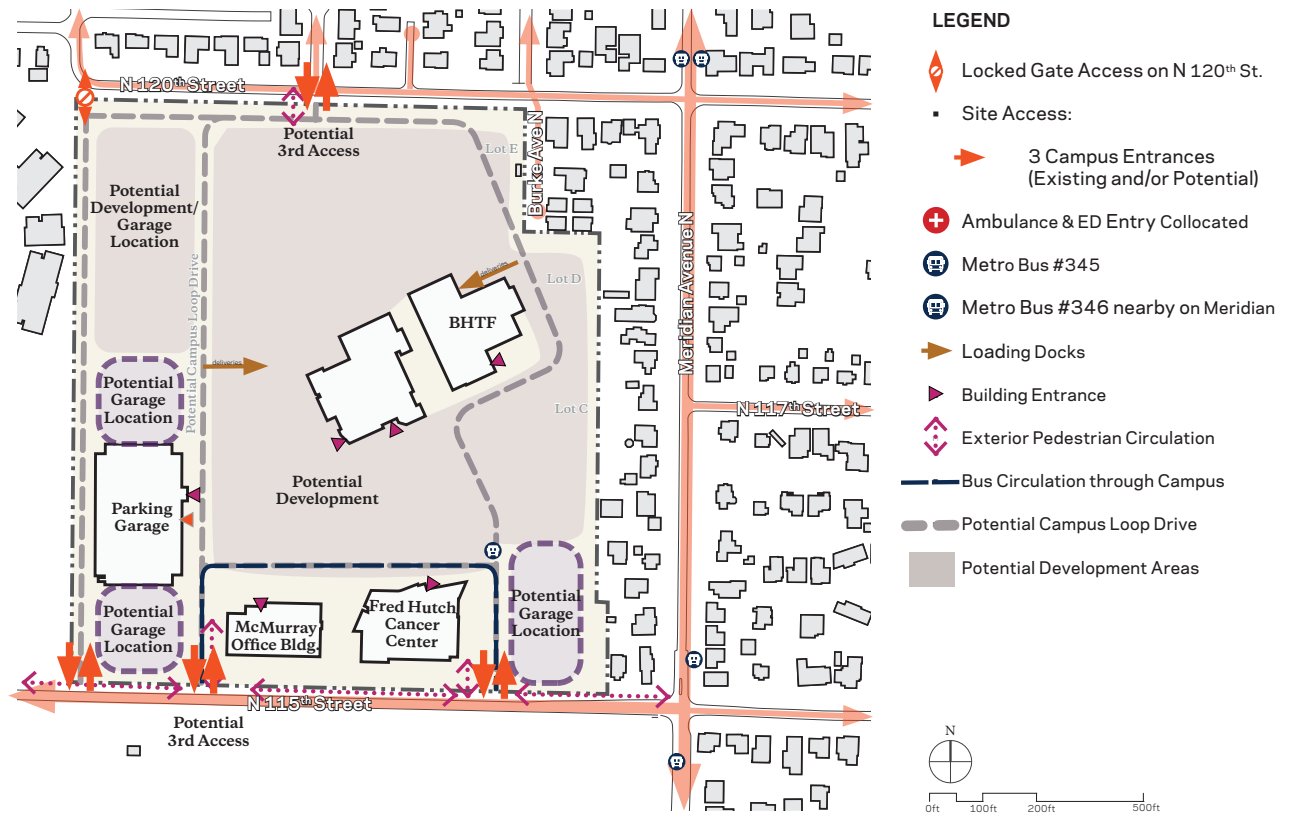 N 120th Street
Potential
3rd Access
Lot E
Burke Ave N
Potential
Development/
Garage
Location
Potential Campus Loop Drive
deliveries
Lot D
BHTF
Meridian Avenue N
deliveries
Potential
Garage
Location
Lot C
N 117th Street
Potential
Development
Parking
Garage
Potential
Garage
Location
McMurray
Office Bldg.
Fred Hutch
Cancer
Center
Potential
Garage
Location
N 115th Street
Potential
3rd Access
LEGEND
Locked Gate Access on N 120th St.
Site Access:
3 Campus Entrances
(Existing and/or Potential)
Ambulance & ED Entry Collocated
Metro Bus #345
Metro Bus #346 nearby on Meridian
Loading Docks
Building Entrance
Exterior Pedestrian Circulation
Bus Circulation through Campus
Potential Campus Loop Drive
Potential Development Areas
N
0ft 100ft 200ft 500ft